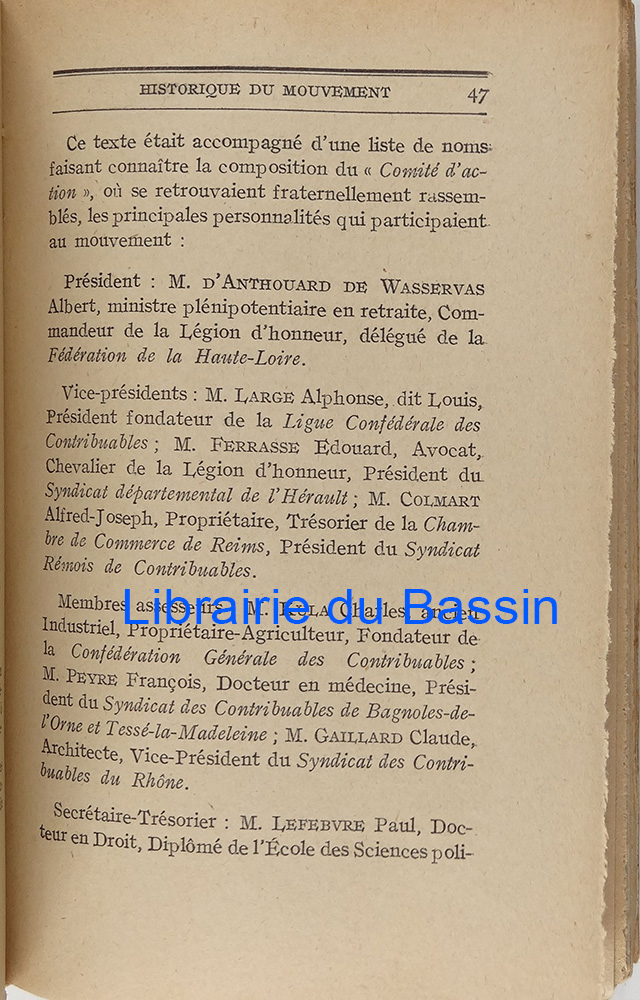 HISTORIQUE DU MOUVEMENT 47
Ce texte était accompagné d'une liste de noms
faisant connaître la composition du « Comité d'ac-
tion », où se retrouvaient fraternellement rassem-
blés, les principales personnalités qui participaient
au mouvement :
Président : M. D'ANTHOUARD DE WASSERVAS
Albert, ministre plénipotentiaire en retraite, Com-
mandeur de la Légion d'honneur, délégué de la
Fédération de la Haute-Loire.
Vice-présidents : M. LARGE Alphonse, dit Louis,
Président fondateur de la Ligue Confédérale des
Contribuables ; M. FERRASSE Edouard, Avocat,
Chevalier de la Légion d'honneur, Président du
Syndicat départemental de l'Hérault ; M. COLMART
Alfred-Joseph, Propriétaire, Trésorier de la Cham-
bre de Commerce de Reims, Président du Syndicat
Rémois de Contribuables.
Membres assesseurs : M. Charles, ancien
Librairie du Bassin
Industriel, Propriétaire-Agriculteur, Fondateur de
la Confédération Générale des Contribuables ;
M. PEYRE François, Docteur en médecine, Prési-
dent du Syndicat des Contribuables de Bagnoles-de-
l'Orne et Tessé-la-Madeleine ; M. GAILLARD Claude,
Architecte, Vice-Président du Syndicat des Contri-
buables du Rhône.
Secrétaire-Trésorier : M. LEFEBVRE Paul, Doc-
teur en Droit, Diplômé de l'École des Sciences poli-